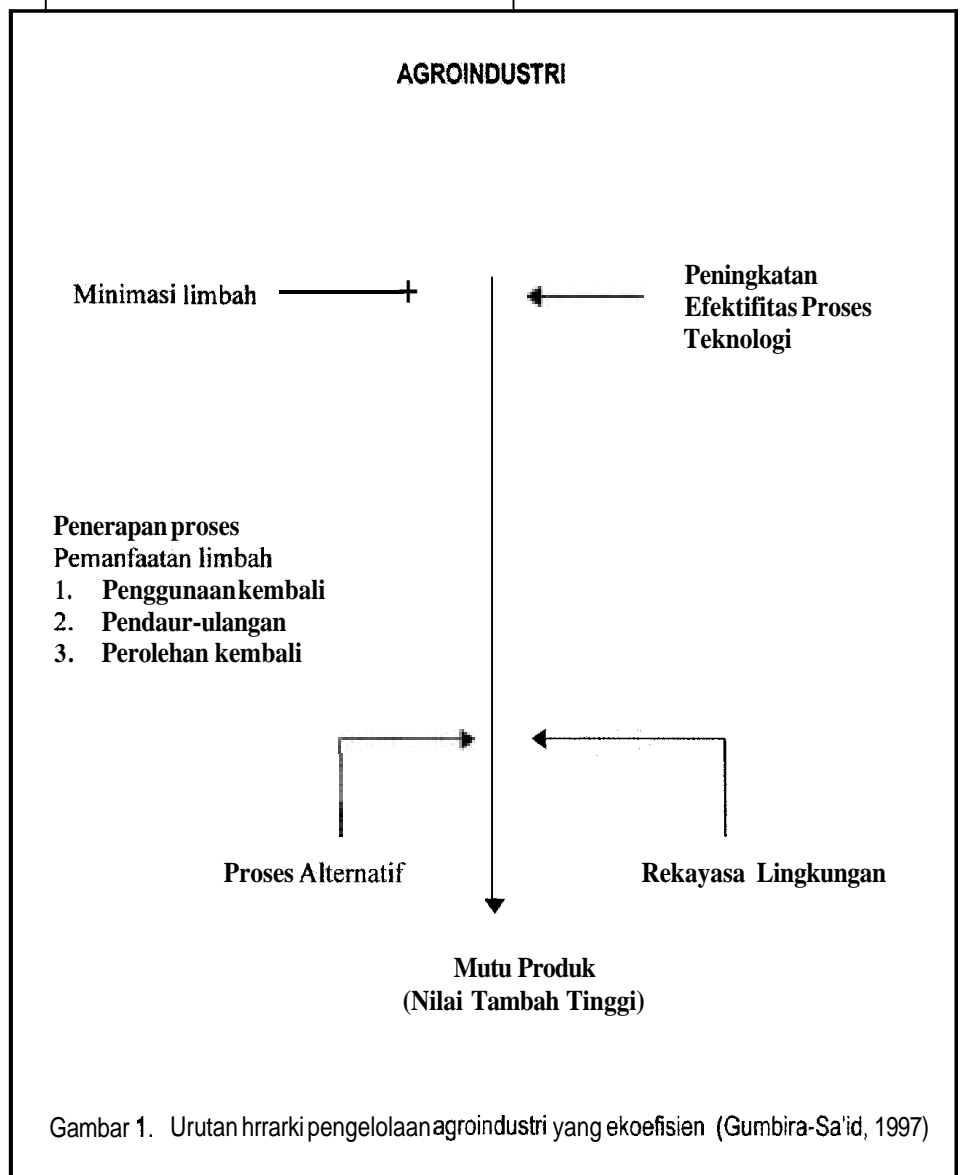 AGROINDUSTRI
Minimasi limbah
Peningkatan
Efektifitas Proses
Teknologi
Penerapan proses
Pemanfaatan limbah
1. Penggunaan kembali
2. Pendaur-ulangan
3. Perolehan kembali
Proses Alternatif
Rekayasa Lingkungan
Mutu Produk
(Nilai Tambah Tinggi)
Gambar 1. Urutan hrrarki pengelolaan agroindustri yang ekoefisien (Gumbira-Sa'id, 1997)